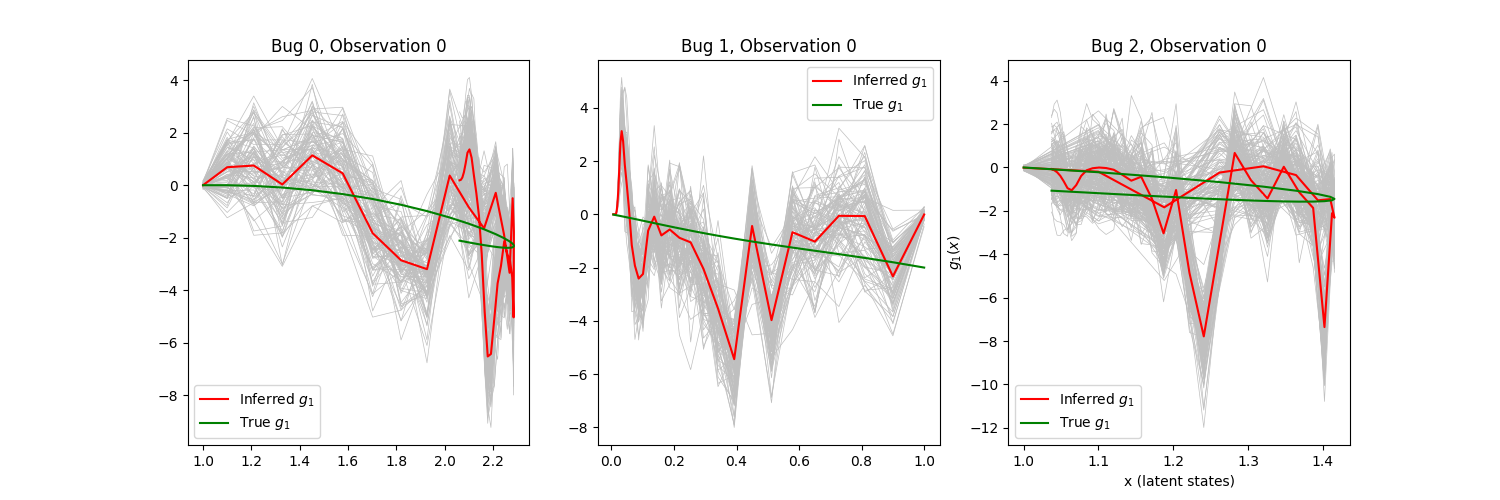 Bug 0, Observation 0
4
2
0
−2
−4
−6
−8
1.0 1.2 1.4 1.6 1.8 2.0 2.2
Inferred g₁
True g₁
Bug 1, Observation 0
4
2
0
−2
−4
−6
−8
0.0 0.2 0.4 0.6 0.8 1.0
Inferred g₁
True g₁
Bug 2, Observation 0
g₁(x)
4
2
0
−2
−4
−6
−8
−10
−12
1.0 1.1 1.2 1.3 1.4
x (latent states)
Inferred g₁
True g₁